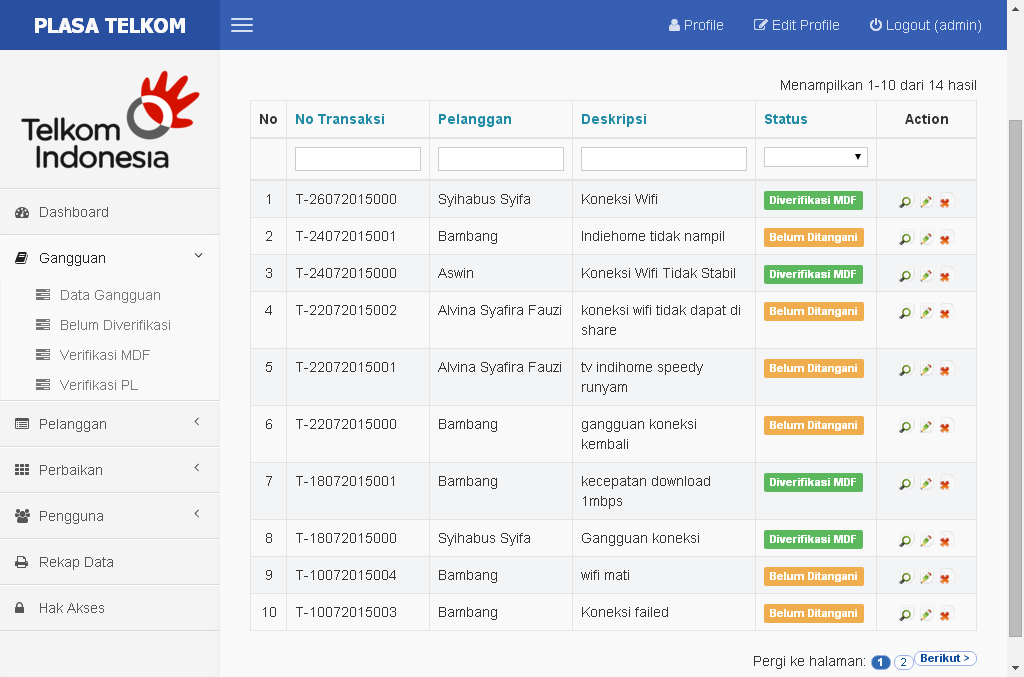 PLASA TELKOM
Profile Edit Profile Logout (admin)
Telkom
Indonesia
Dashboard
Gangguan
Data Gangguan
Belum Diverifikasi
Verifikasi MDF
Verifikasi PL
Pelanggan
Perbaikan
Pengguna
Rekap Data
Hak Akses
Menampilkan 1-10 dari 14 hasil
No No Transaksi Pelanggan Deskripsi Status Action
1 T-26072015000 Syihabus Syifa Koneksi Wifi Diverifikasi MDF
2 T-24072015001 Bambang Indiehome tidak nampil Belum Ditangani
3 T-24072015000 Aswin Koneksi Wifi Tidak Stabil Diverifikasi MDF
4 T-22072015002 Alvina Syafira Fauzi koneksi wifi tidak dapat di Belum Ditangani
share
5 T-22072015001 Alvina Syafira Fauzi tv indihome speedy Belum Ditangani
runyam
6 T-22072015000 Bambang gangguan koneksi Belum Ditangani
kembali
7 T-18072015001 Bambang kecepatan download Diverifikasi MDF
1mbps
8 T-18072015000 Syihabus Syifa Gangguan koneksi Diverifikasi MDF
9 T-10072015004 Bambang wifi mati Belum Ditangani
10 T-10072015003 Bambang Koneksi failed Belum Ditangani
Pergi ke halaman: 1 2 Berikut >